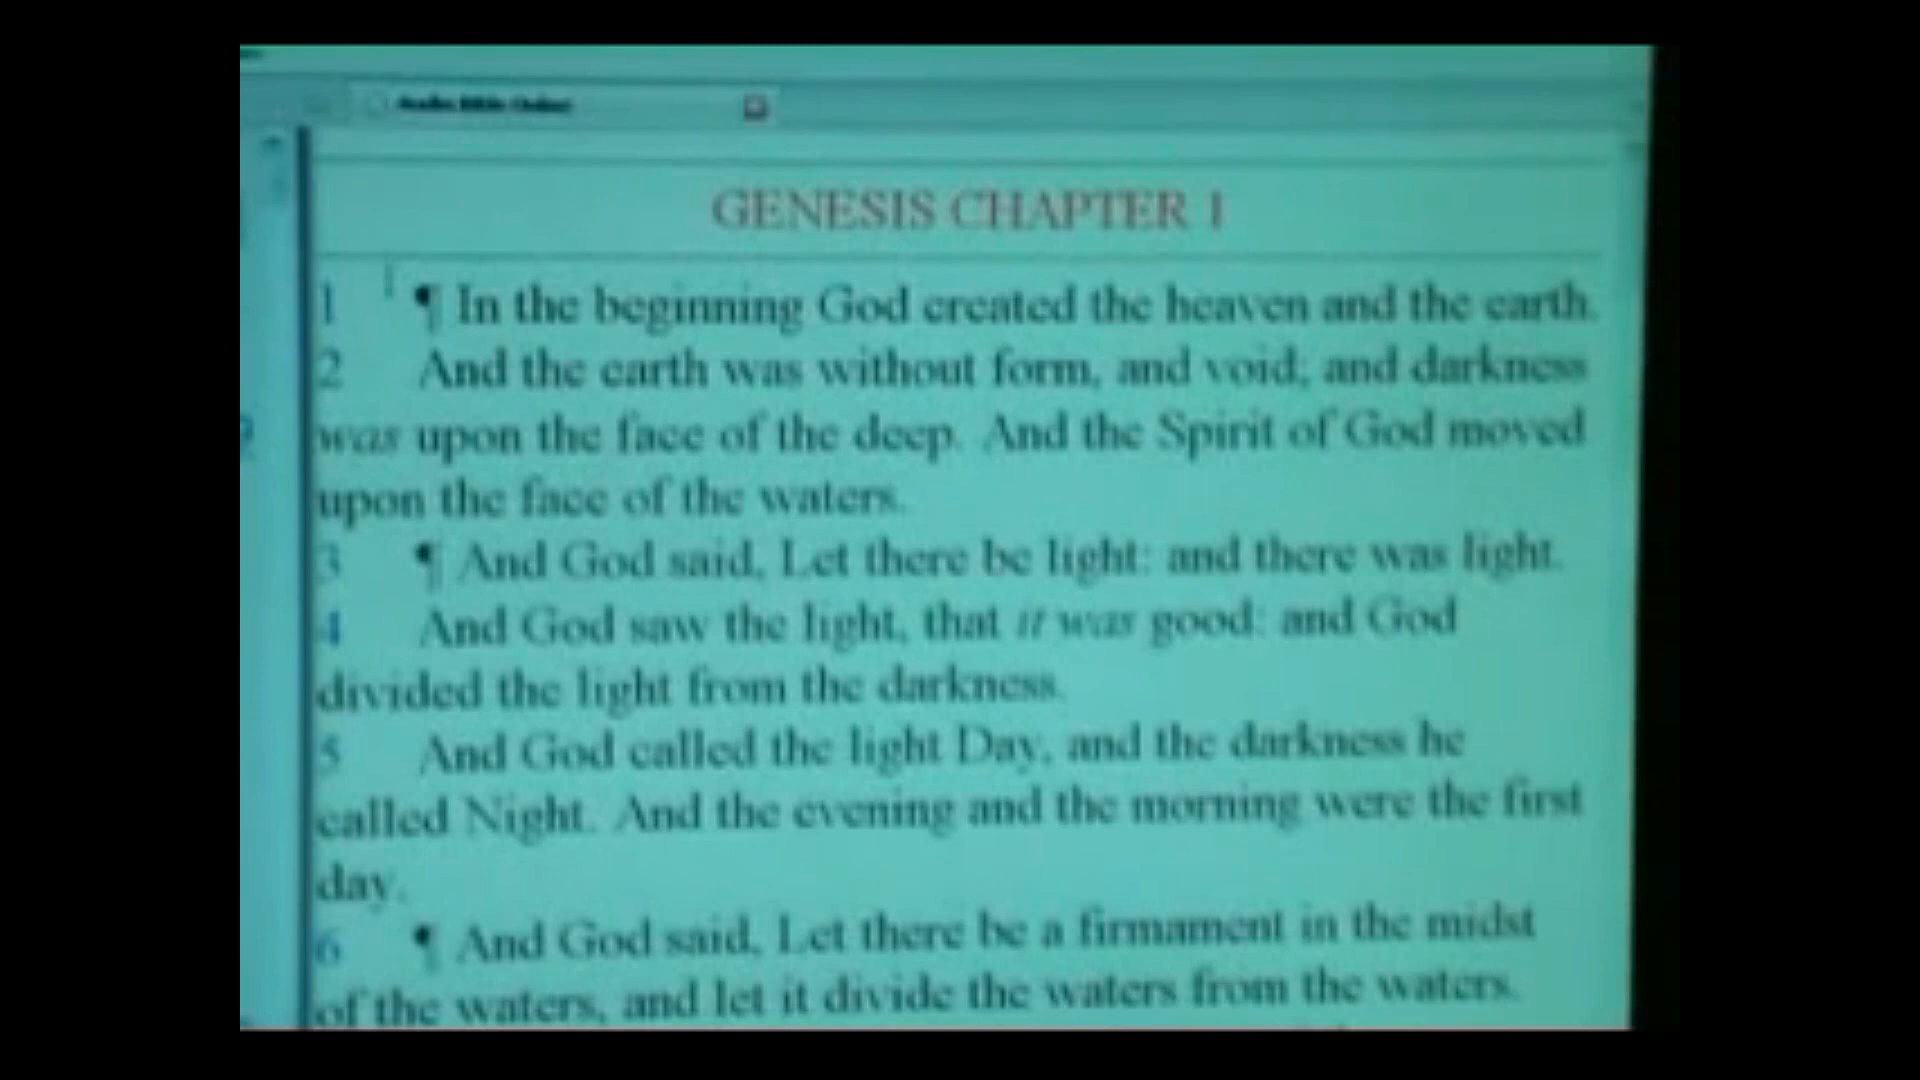 Audio Bible Online
GENESIS CHAPTER 1
1 1 ¶ In the beginning God created the heaven and the earth.
2 And the earth was without form, and void; and darkness
was upon the face of the deep. And the Spirit of God moved
upon the face of the waters.
3 ¶ And God said, Let there be light: and there was light.
4 And God saw the light, that it was good: and God
divided the light from the darkness.
5 And God called the light Day, and the darkness he
called Night. And the evening and the morning were the first
day.
6 ¶ And God said, Let there be a firmament in the midst
of the waters, and let it divide the waters from the waters.